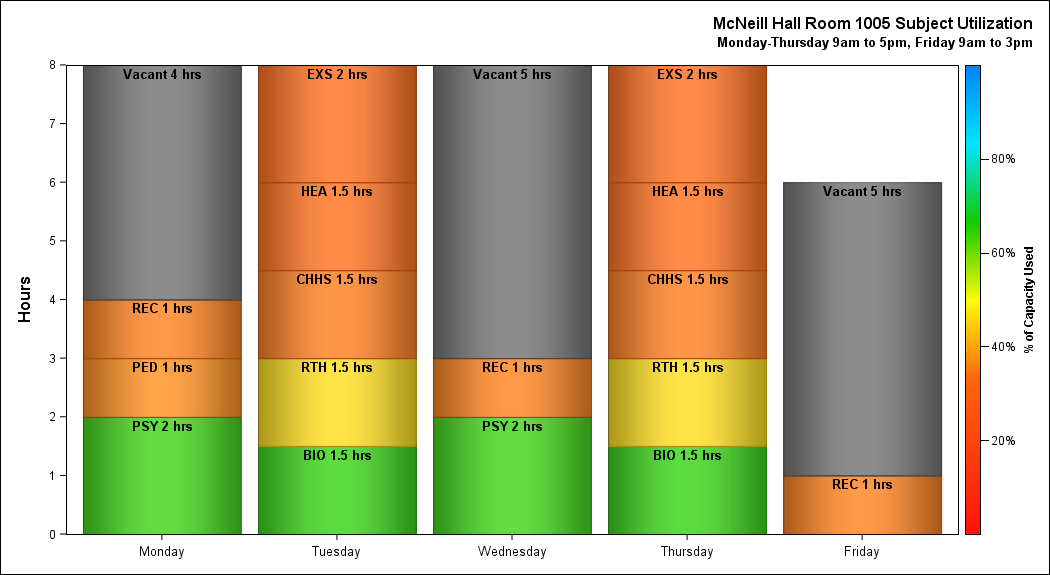 McNeill Hall Room 1005 Subject Utilization
Monday-Thursday 9am to 5pm, Friday 9am to 3pm
Hours
8
7
6
5
4
3
2
1
0
Vacant 4 hrs
REC 1 hrs
PED 1 hrs
PSY 2 hrs
EXS 2 hrs
HEA 1.5 hrs
CHHS 1.5 hrs
RTH 1.5 hrs
BIO 1.5 hrs
Vacant 5 hrs
REC 1 hrs
PSY 2 hrs
EXS 2 hrs
HEA 1.5 hrs
CHHS 1.5 hrs
RTH 1.5 hrs
BIO 1.5 hrs
Vacant 5 hrs
REC 1 hrs
Monday
Tuesday
Wednesday
Thursday
Friday
80%
60%
40%
20%
% of Capacity Used